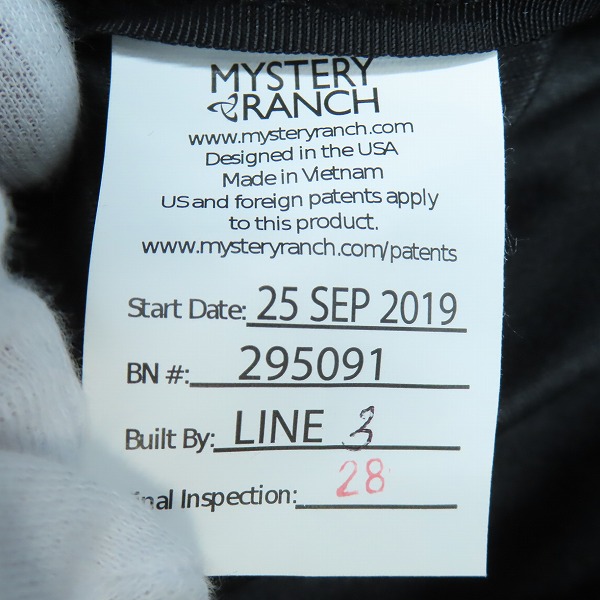 MYSTERY
RANCH
www.mysteryranch.com
Designed in the USA
Made in Vietnam
US and foreign patents apply
to this product.
www.mysteryranch.com/patents
Start Date: 25 SEP 2019
BN #: 295091
Built By: LINE 3
inal Inspection: 28